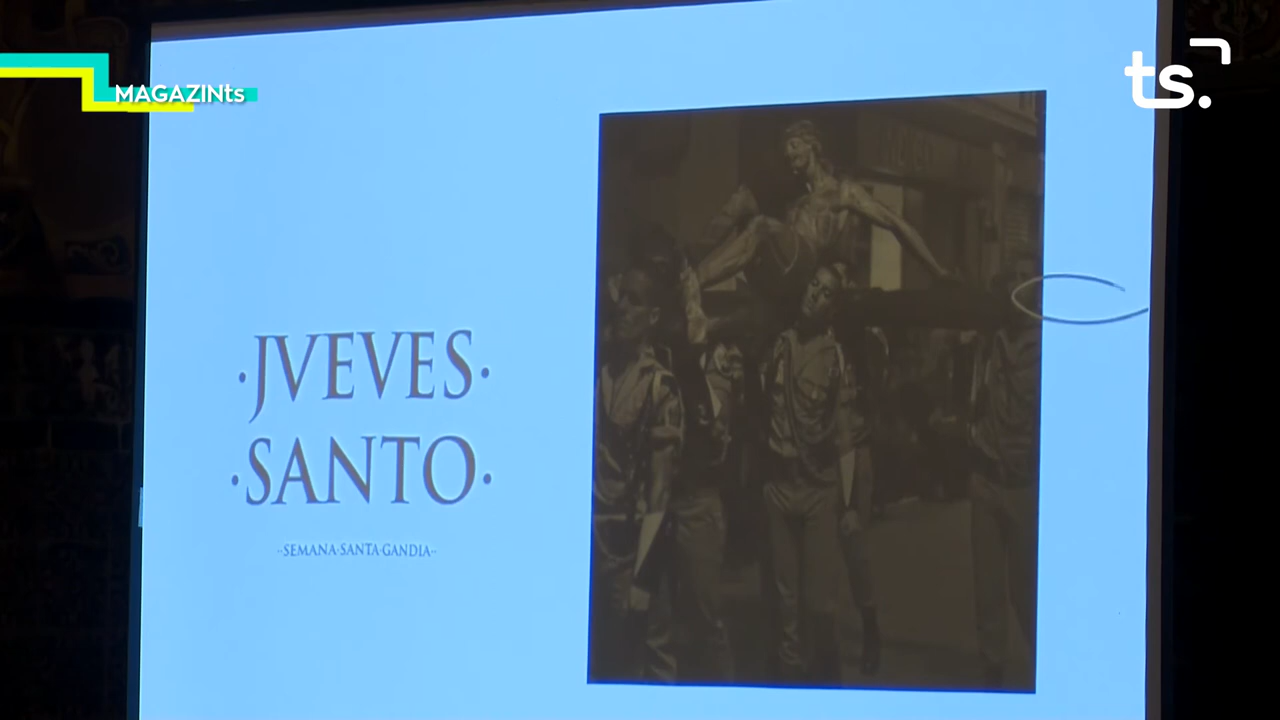 MAGAZINts
ts.
·JVEVES·
·SANTO·
-SEMANA·SANTA·GANDIA-